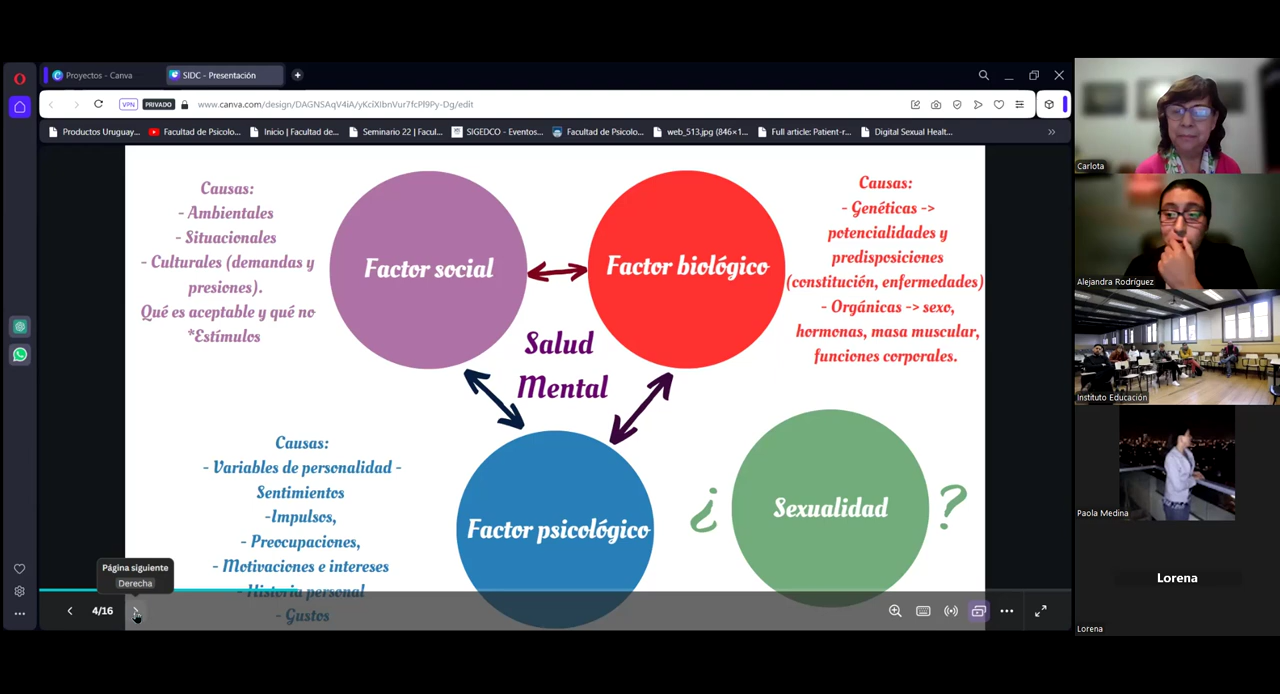 Proyectos - Canva
SIDC - Presentación
VPN
PRIVADO
www.canva.com/design/DAGNSAqV4iA/yKciXIbnVur7fcPl9Py-Dg/edit
Productos Uruguay...
Facultad de Psicolo...
Inicio | Facultad de...
Seminario 22 | Facul...
SIGEDCO - Eventos...
Facultad de Psicolo...
web_513.jpg (846×1...
Full article: Patient-r...
Digital Sexual Healt...
Causas:
- Ambientales
- Situacionales
- Culturales (demandas y
presiones).
Qué es aceptable y qué no
*Estímulos
Factor social
Factor biológico
Causas:
- Genéticas ->
potencialidades y
predisposiciones
(constitución, enfermedades)
- Orgánicas -> sexo,
hormonas, masa muscular,
funciones corporales.
Salud
Mental
Causas:
- Variables de personalidad -
Sentimientos
-Impulsos,
- Preocupaciones,
- Motivaciones e intereses
- Historia personal
- Gustos
Factor psicológico
¿
Sexualidad
?
Página siguiente
Derecha
4/16
Carlota
Alejandra Rodríguez
Instituto Educación
Paola Medina
Lorena
Lorena